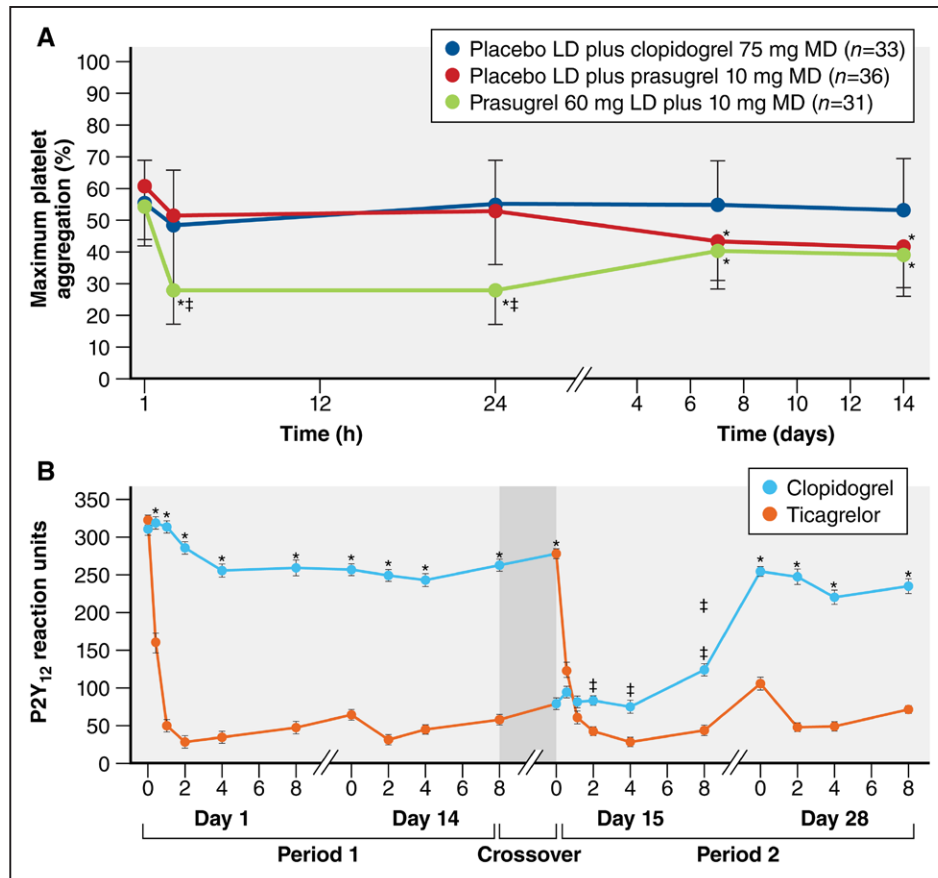 A
Placebo LD plus clopidogrel 75 mg MD (n=33)
Placebo LD plus prasugrel 10 mg MD (n=36)
Prasugrel 60 mg LD plus 10 mg MD (n=31)
Maximum platelet
aggregation (%)
100
90
80
70
60
50
40
30
20
10
0
* * * * *‡ *‡
1 12 24 4 6 8 10 12 14
Time (h) Time (days)
B
Clopidogrel
Ticagrelor
P2Y12 reaction units
350
300
250
200
150
100
50
0
* * * * * * * * * * * * * *
‡ ‡ ‡ ‡
0 2 4 8 0 2 4 8 0 2 4 8 0 2 4 8
Day 1 Day 14 Day 15 Day 28
Period 1 Crossover Period 2